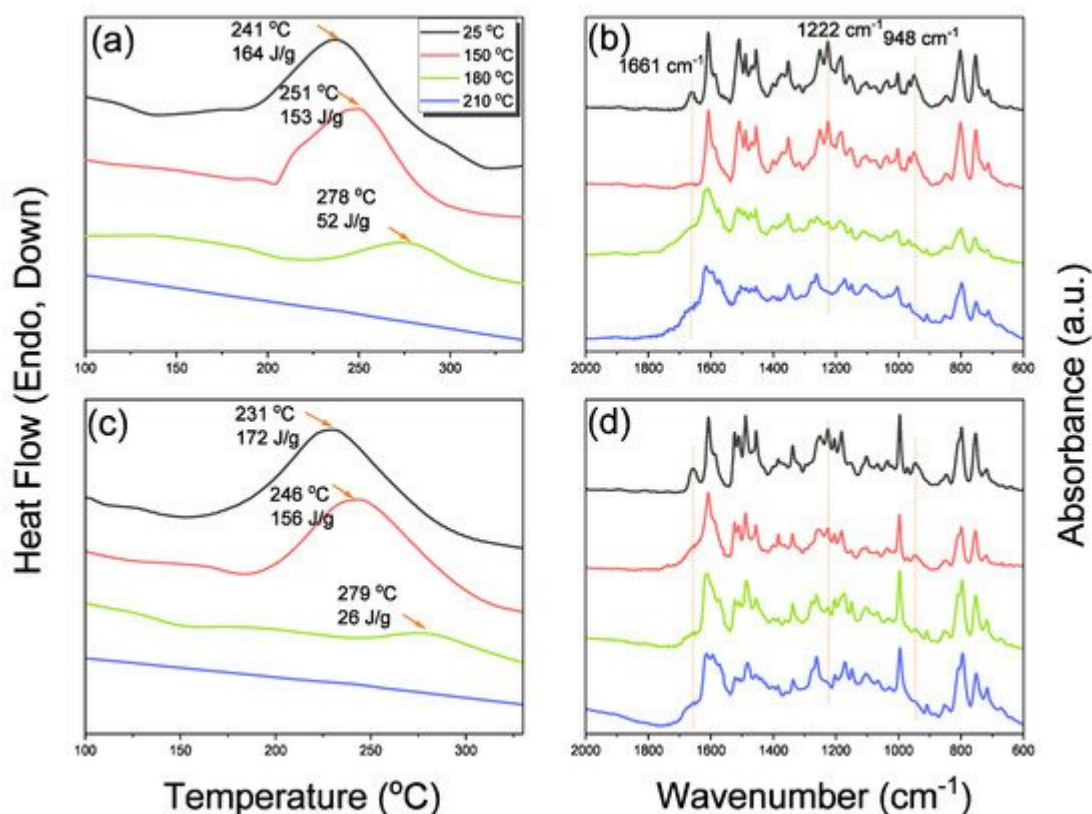 (a)
241 °C
164 J/g
251 °C
153 J/g
278 °C
52 J/g
25 °C
150 °C
180 °C
210 °C
100 150 200 250 300
(b)
1661 cm⁻¹
1222 cm⁻¹
948 cm⁻¹
2000 1800 1600 1400 1200 1000 800 600
(c)
231 °C
172 J/g
246 °C
156 J/g
279 °C
26 J/g
100 150 200 250 300
(d)
2000 1800 1600 1400 1200 1000 800 600
Heat Flow (Endo, Down)
Absorbance (a.u.)
Temperature (°C)
Wavenumber (cm⁻¹)